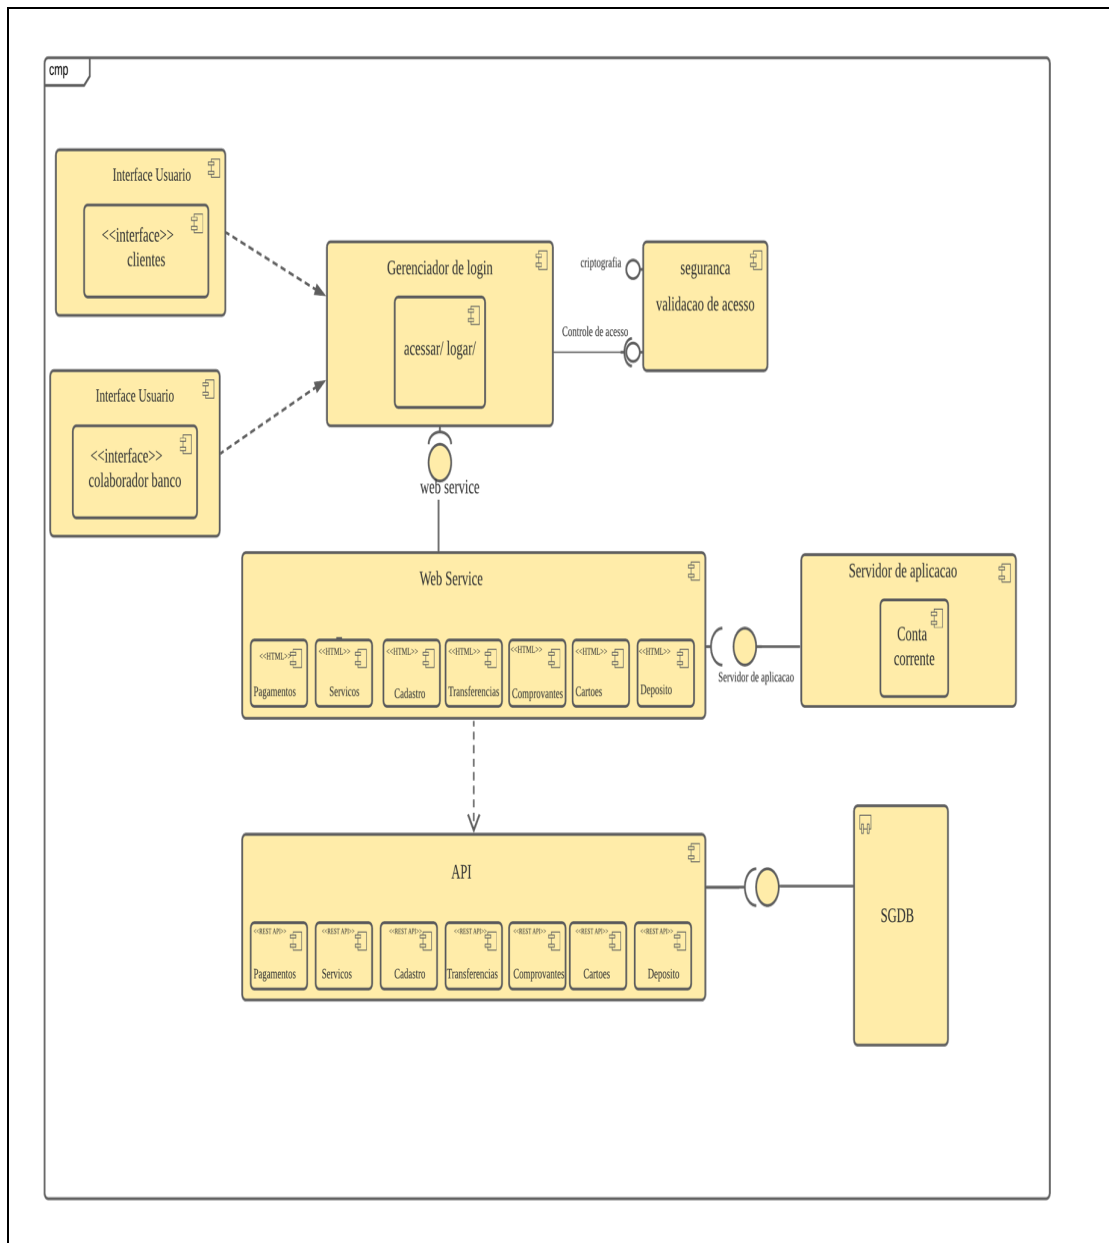 cmp
Interface Usuario
<<interface>>
clientes
Interface Usuario
<<interface>>
colaborador banco
Gerenciador de login
acessar/ logar/
criptografia
Controle de acesso
seguranca
validacao de acesso
web service
Web Service
<<HTML>>
Pagamentos
<<HTML>>
Servicos
<<HTML>>
Cadastro
<<HTML>>
Transferencias
<<HTML>>
Comprovantes
<<HTML>>
Cartoes
<<HTML>>
Deposito
Servidor de aplicacao
Servidor de aplicacao
Conta
corrente
API
<<REST API>>
Pagamentos
<<REST API>>
Servicos
<<REST API>>
Cadastro
<<REST API>>
Transferencias
<<REST API>>
Comprovantes
<<REST API>>
Cartoes
<<REST API>>
Deposito
SGDB